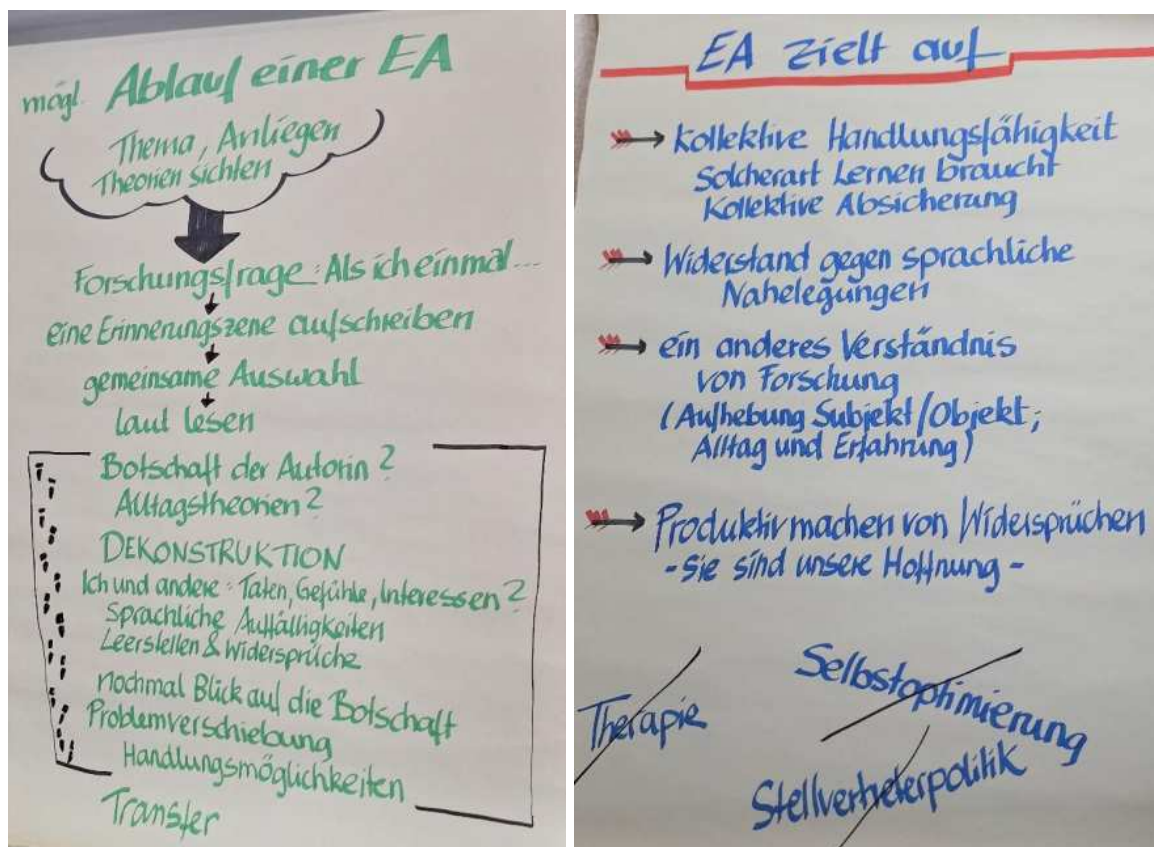 mögl. Ablauf einer EA
Thema, Anliegen
Theorien sichten
Forschungsfrage: Als ich einmal...
eine Erinnerungszene aufschreiben
gemeinsame Auswahl
laut lesen
Botschaft der Autorin?
Alltagstheorien?
DEKONSTRUKTION
Ich und andere: Taten, Gefühle, Interessen?
Sprachliche Auffälligkeiten
Leerstellen & Widersprüche
nochmal Blick auf die Botschaft
Problemverschiebung
Handlungsmöglichkeiten
Transfer
EA zielt auf
kollektive Handlungsfähigkeit
Solcherart Lernen braucht
Kollektive Absicherung
Widerstand gegen sprachliche
Nahelegungen
ein anderes Verständnis
von Forschung
(Aufhebung Subjekt/Objekt;
Alltag und Erfahrung)
Produktivmachen von Widersprüchen
- Sie sind unsere Hoffnung -
Therapie
Selbstoptimierung
Stellvertreterpolitik